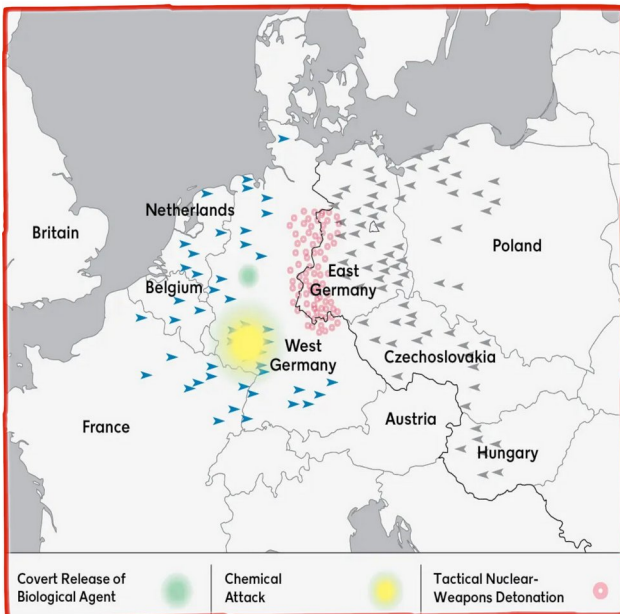 Netherlands
Britain
Poland
East
Germany
Belgium
West
Germany
Czechoslovakia
Austria
France
Hungary
Covert Release of
Biological Agent
Chemical
Attack
Tactical Nuclear-
Weapons Detonation